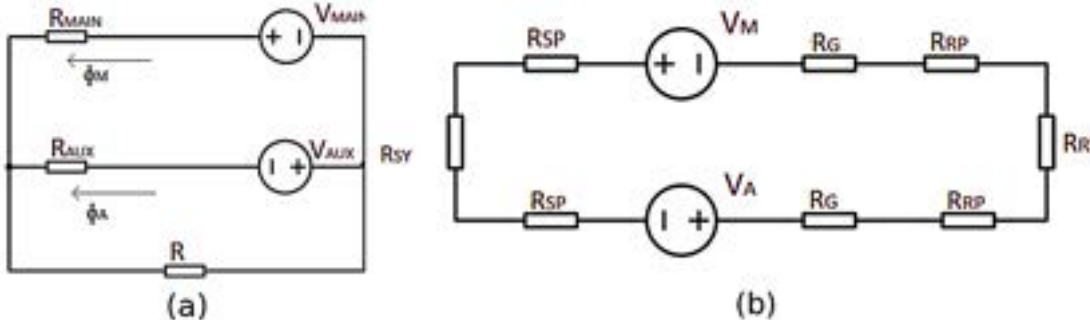 RMAIN
VMAIN
+ −
ϕM
RAUX
VAUX
− +
ϕA
R
(a)
RSP
VM
RG
RRP
+ −
RSY
RR
RSP
VA
RG
RRP
− +
(b)